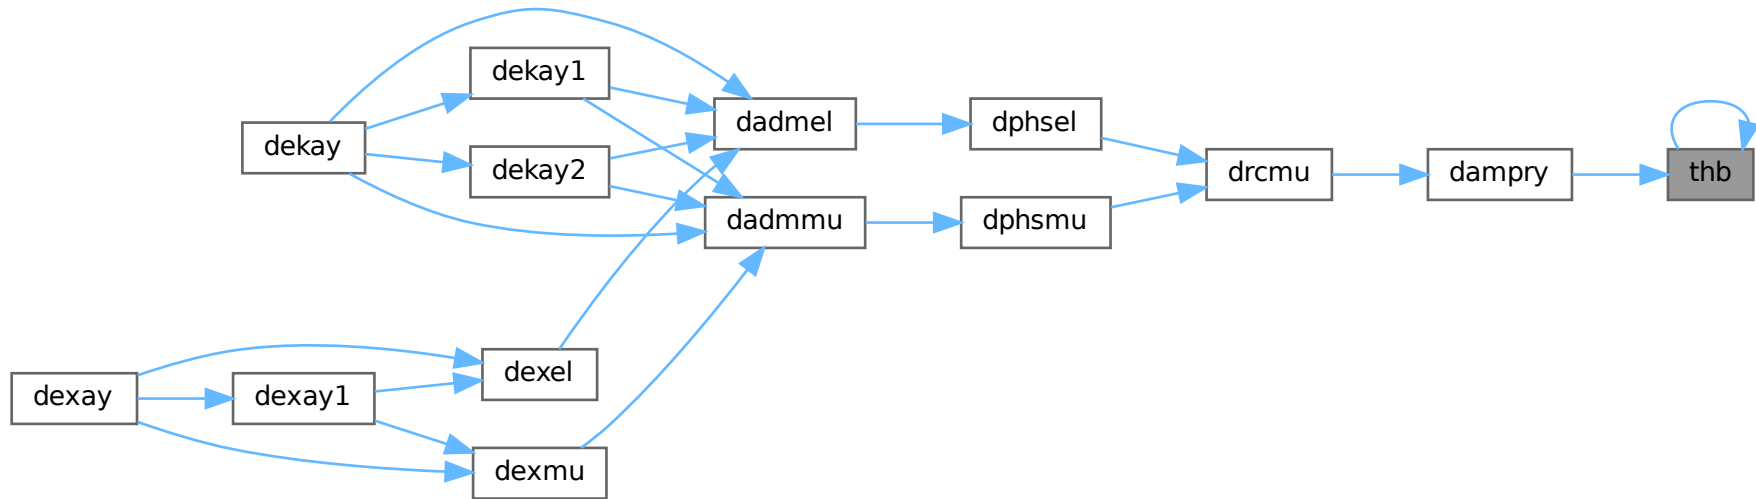 dekay1
dadmel
dphsel
dekay
dekay2
drcmu
dampry
thb
dadmmu
dphsmu
dexel
dexay
dexay1
dexmu